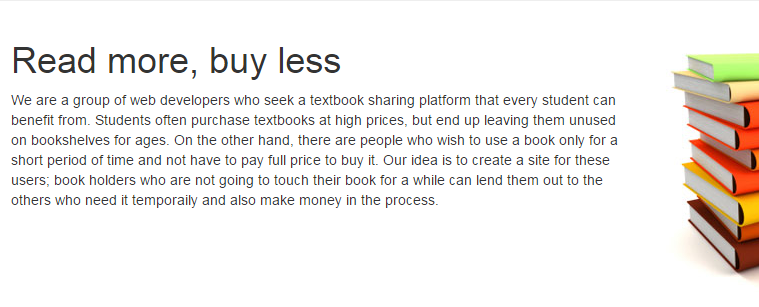 Read more, buy less
We are a group of web developers who seek a textbook sharing platform that every student can
benefit from. Students often purchase textbooks at high prices, but end up leaving them unused
on bookshelves for ages. On the other hand, there are people who wish to use a book only for a
short period of time and not have to pay full price to buy it. Our idea is to create a site for these
users; book holders who are not going to touch their book for a while can lend them out to the
others who need it temporaily and also make money in the process.